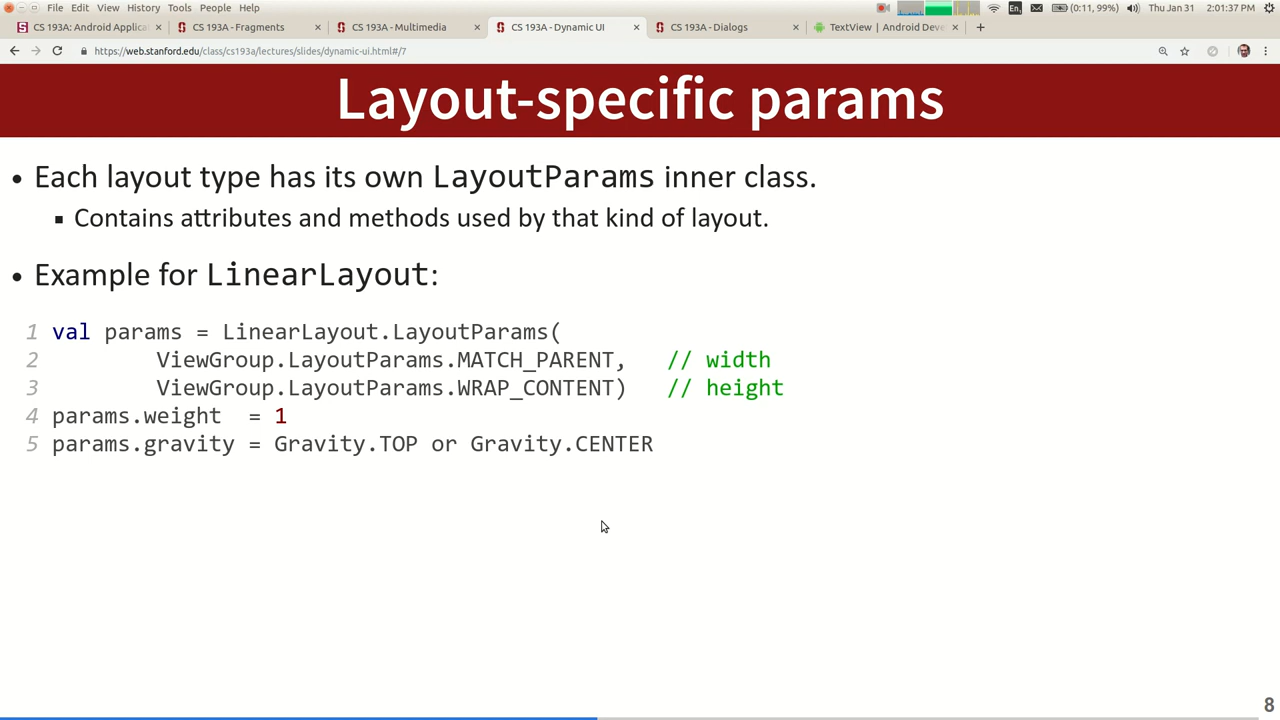 File Edit View History Tools People Help
En, (0:11, 99%) Thu Jan 31 2:01:37 PM
CS 193A: Android Applica CS 193A - Fragments CS 193A - Multimedia CS 193A - Dynamic UI CS 193A - Dialogs TextView | Android Deve
https://web.stanford.edu/class/cs193a/lectures/slides/dynamic-ui.html#/7
Layout-specific params
• Each layout type has its own LayoutParams inner class.
▪ Contains attributes and methods used by that kind of layout.
• Example for LinearLayout:
1 val params = LinearLayout.LayoutParams(
2 ViewGroup.LayoutParams.MATCH_PARENT, // width
3 ViewGroup.LayoutParams.WRAP_CONTENT) // height
4 params.weight = 1
5 params.gravity = Gravity.TOP or Gravity.CENTER
8